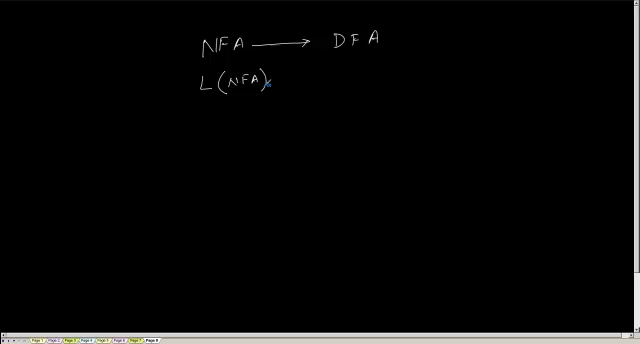 NFA → DFA
L(NFA)
Page 1 Page 2 Page 3 Page 4 Page 5 Page 6 Page 7 Page 8